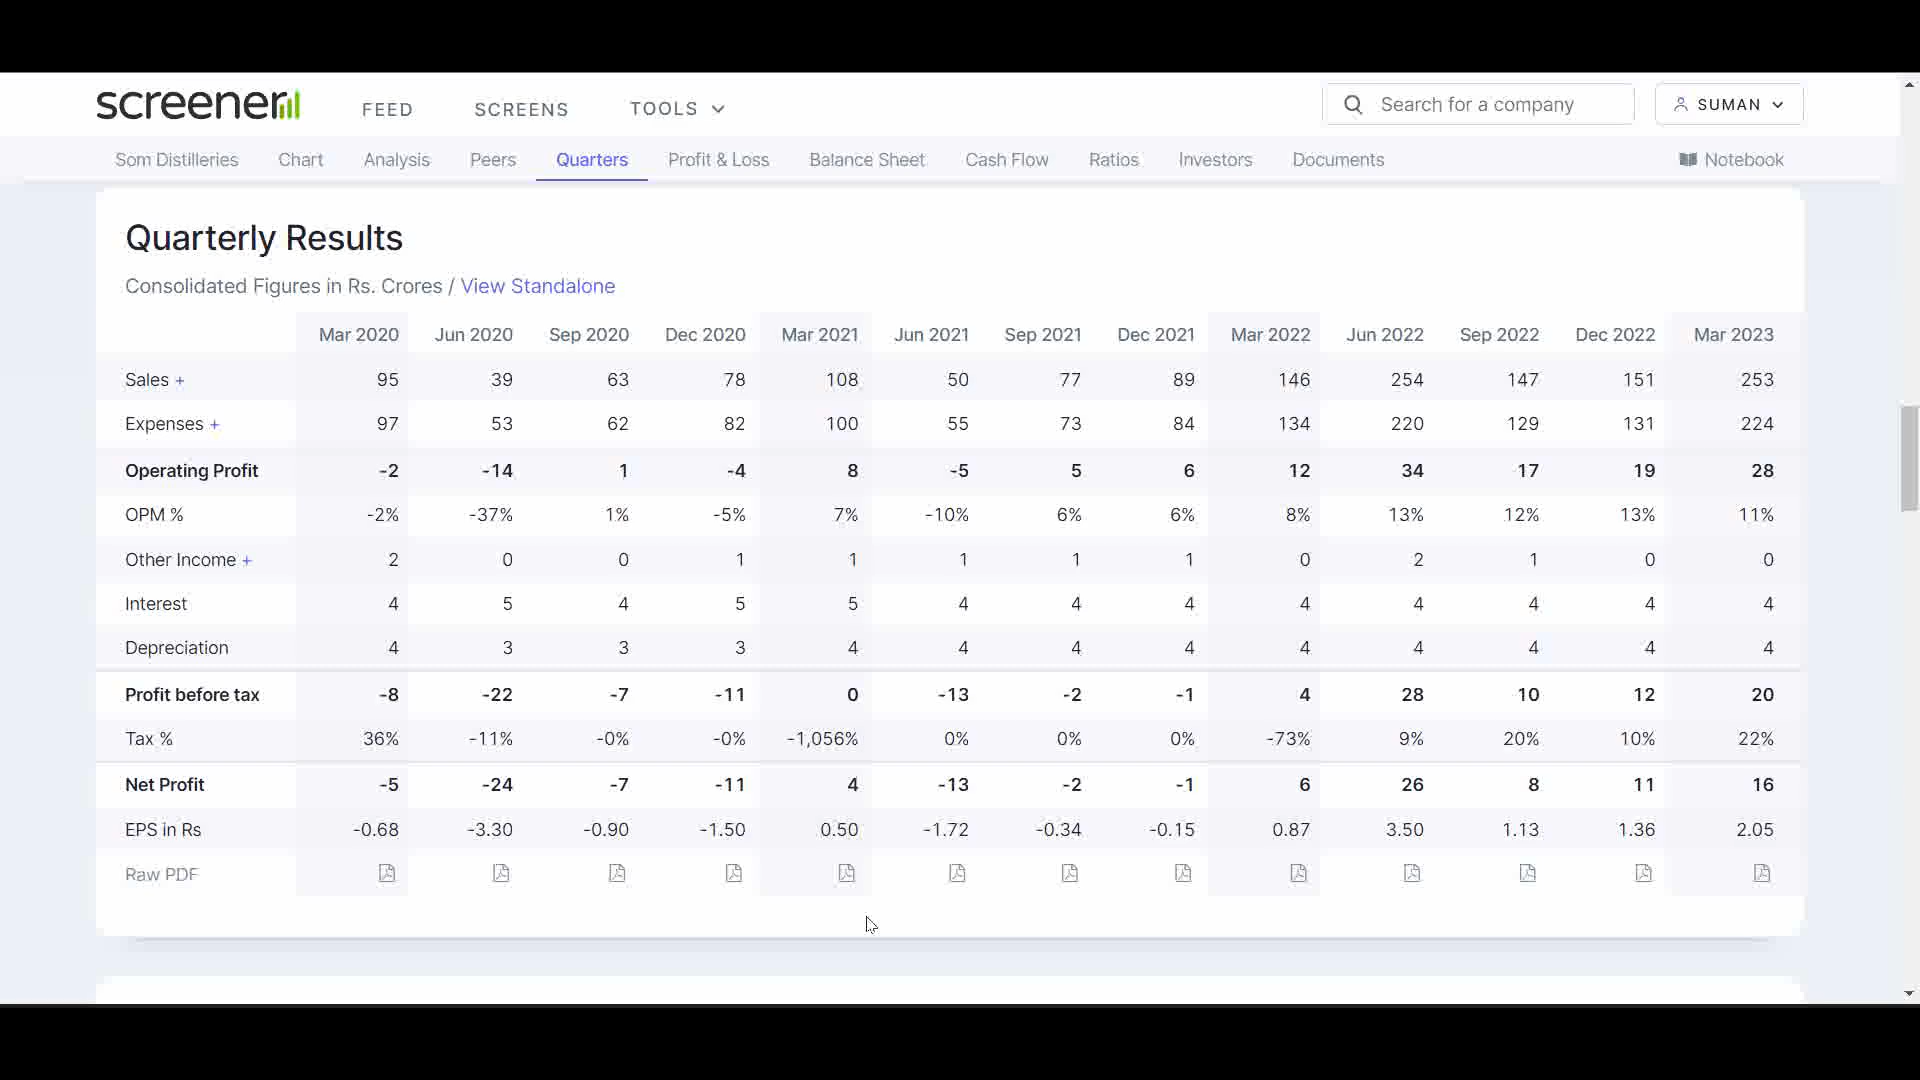 screener FEED SCREENS TOOLS Search for a company SUMAN
Som Distilleries Chart Analysis Peers Quarters Profit & Loss Balance Sheet Cash Flow Ratios Investors Documents Notebook
Quarterly Results
Consolidated Figures in Rs. Crores / View Standalone
Mar 2020 Jun 2020 Sep 2020 Dec 2020 Mar 2021 Jun 2021 Sep 2021 Dec 2021 Mar 2022 Jun 2022 Sep 2022 Dec 2022 Mar 2023
Sales + 95 39 63 78 108 50 77 89 146 254 147 151 253
Expenses + 97 53 62 82 100 55 73 84 134 220 129 131 224
Operating Profit -2 -14 1 -4 8 -5 5 6 12 34 17 19 28
OPM % -2% -37% 1% -5% 7% -10% 6% 6% 8% 13% 12% 13% 11%
Other Income + 2 0 0 1 1 1 1 1 0 2 1 0 0
Interest 4 5 4 5 5 4 4 4 4 4 4 4 4
Depreciation 4 3 3 3 4 4 4 4 4 4 4 4 4
Profit before tax -8 -22 -7 -11 0 -13 -2 -1 4 28 10 12 20
Tax % 36% -11% -0% -0% -1,056% 0% 0% 0% -73% 9% 20% 10% 22%
Net Profit -5 -24 -7 -11 4 -13 -2 -1 6 26 8 11 16
EPS in Rs -0.68 -3.30 -0.90 -1.50 0.50 -1.72 -0.34 -0.15 0.87 3.50 1.13 1.36 2.05
Raw PDF